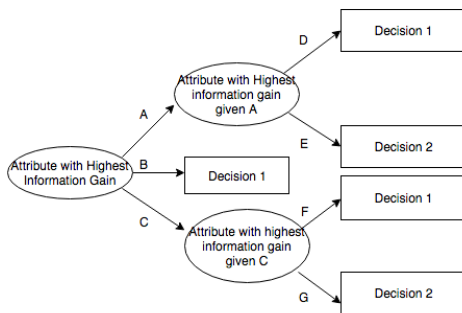 D
Decision 1
Attribute with Highest
information gain
given A
A
E
Decision 2
Attribute with Highest
Information Gain
B
Decision 1
C
F
Decision 1
Attribute with highest
information gain
given C
G
Decision 2